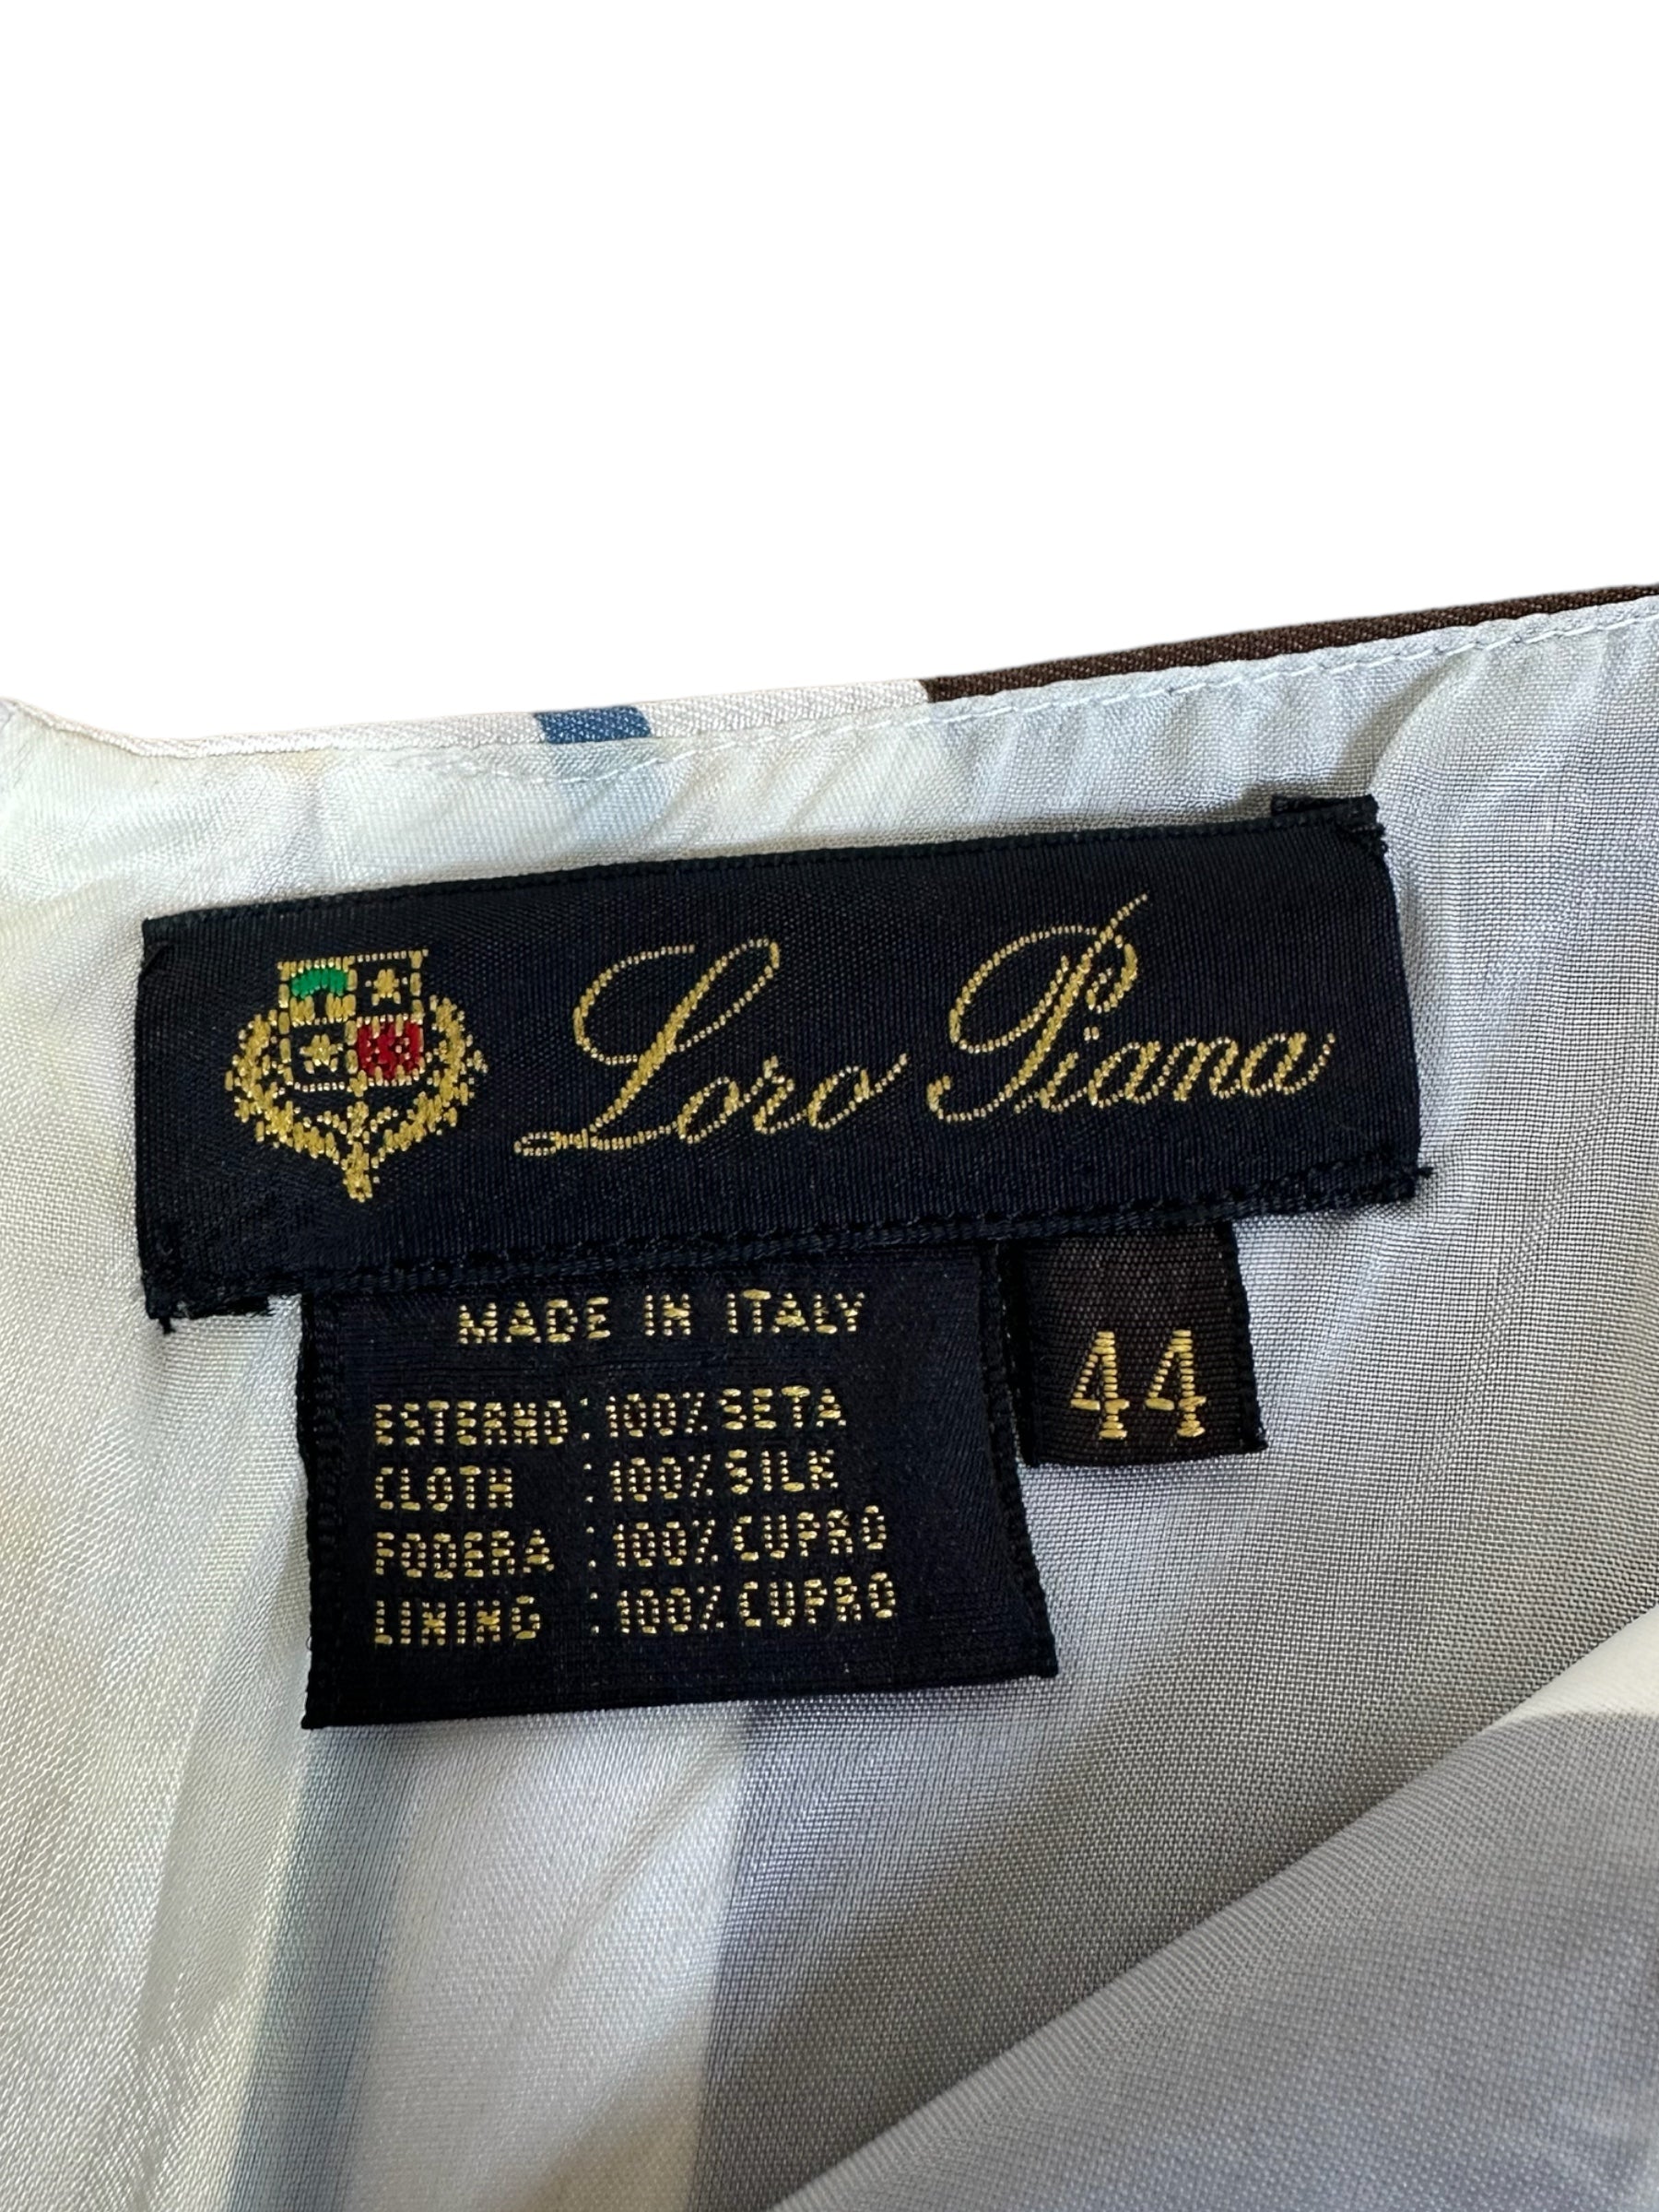 Loro Piana
MADE IN ITALY
44
ESTERNO: 100% SETA
CLOTH : 100% SILK
FODERA : 100% CUPRO
LINING : 100% CUPRO